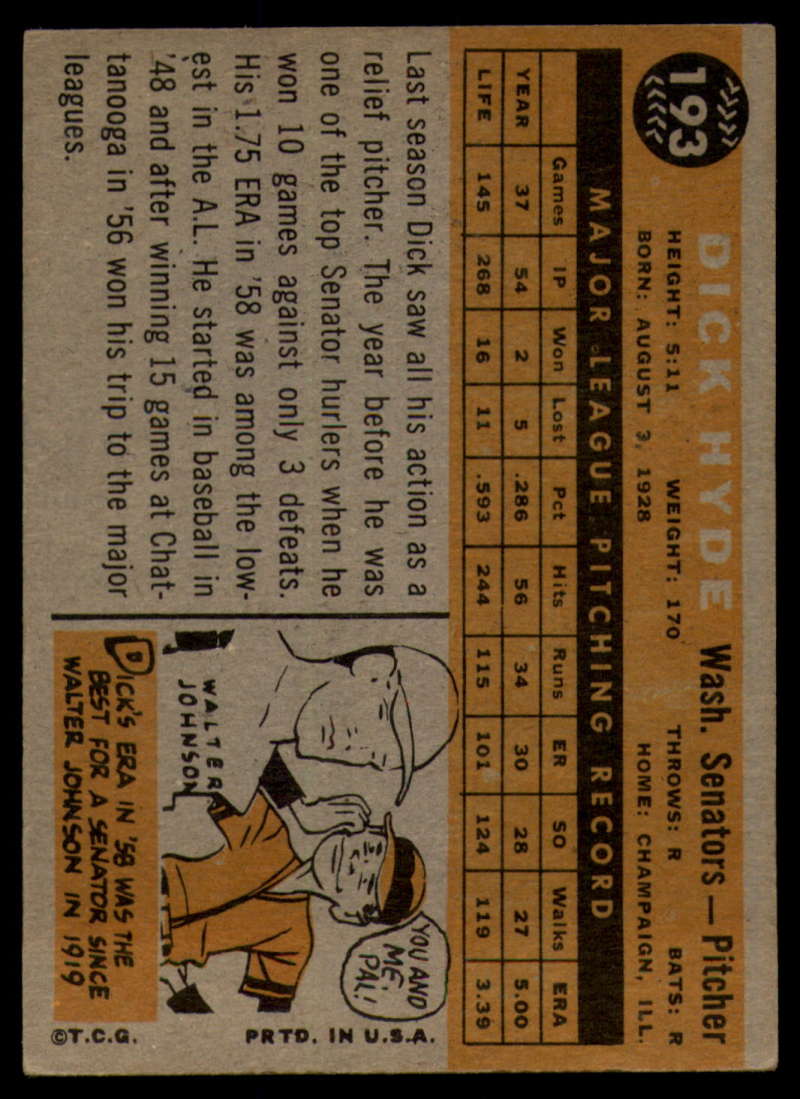 193
DICK HYDE Wash. Senators — Pitcher
HEIGHT: 5:11 WEIGHT: 170 THROWS: R BATS: R
BORN: AUGUST 3, 1928 HOME: CHAMPAIGN, ILL.
MAJOR LEAGUE PITCHING RECORD
Games IP Won Lost Pct Hits Runs ER SO Walks ERA
YEAR 37 54 2 5 .286 56 34 30 28 27 5.00
LIFE 145 268 16 11 .593 244 115 101 124 119 3.39
Last season Dick saw all his action as a
relief pitcher. The year before he was
one of the top Senator hurlers when he
won 10 games against only 3 defeats.
His 1.75 ERA in '58 was among the low-
est in the A.L. He started in baseball in
'48 and after winning 15 games at Chat-
tanooga in '56 won his trip to the major
leagues.
YOU AND
ME,
PAL!
WALTER
JOHNSON
DICK'S ERA IN '58 WAS THE
BEST FOR A SENATOR SINCE
WALTER JOHNSON IN 1919
PRTD. IN U.S.A.
©T.C.G.